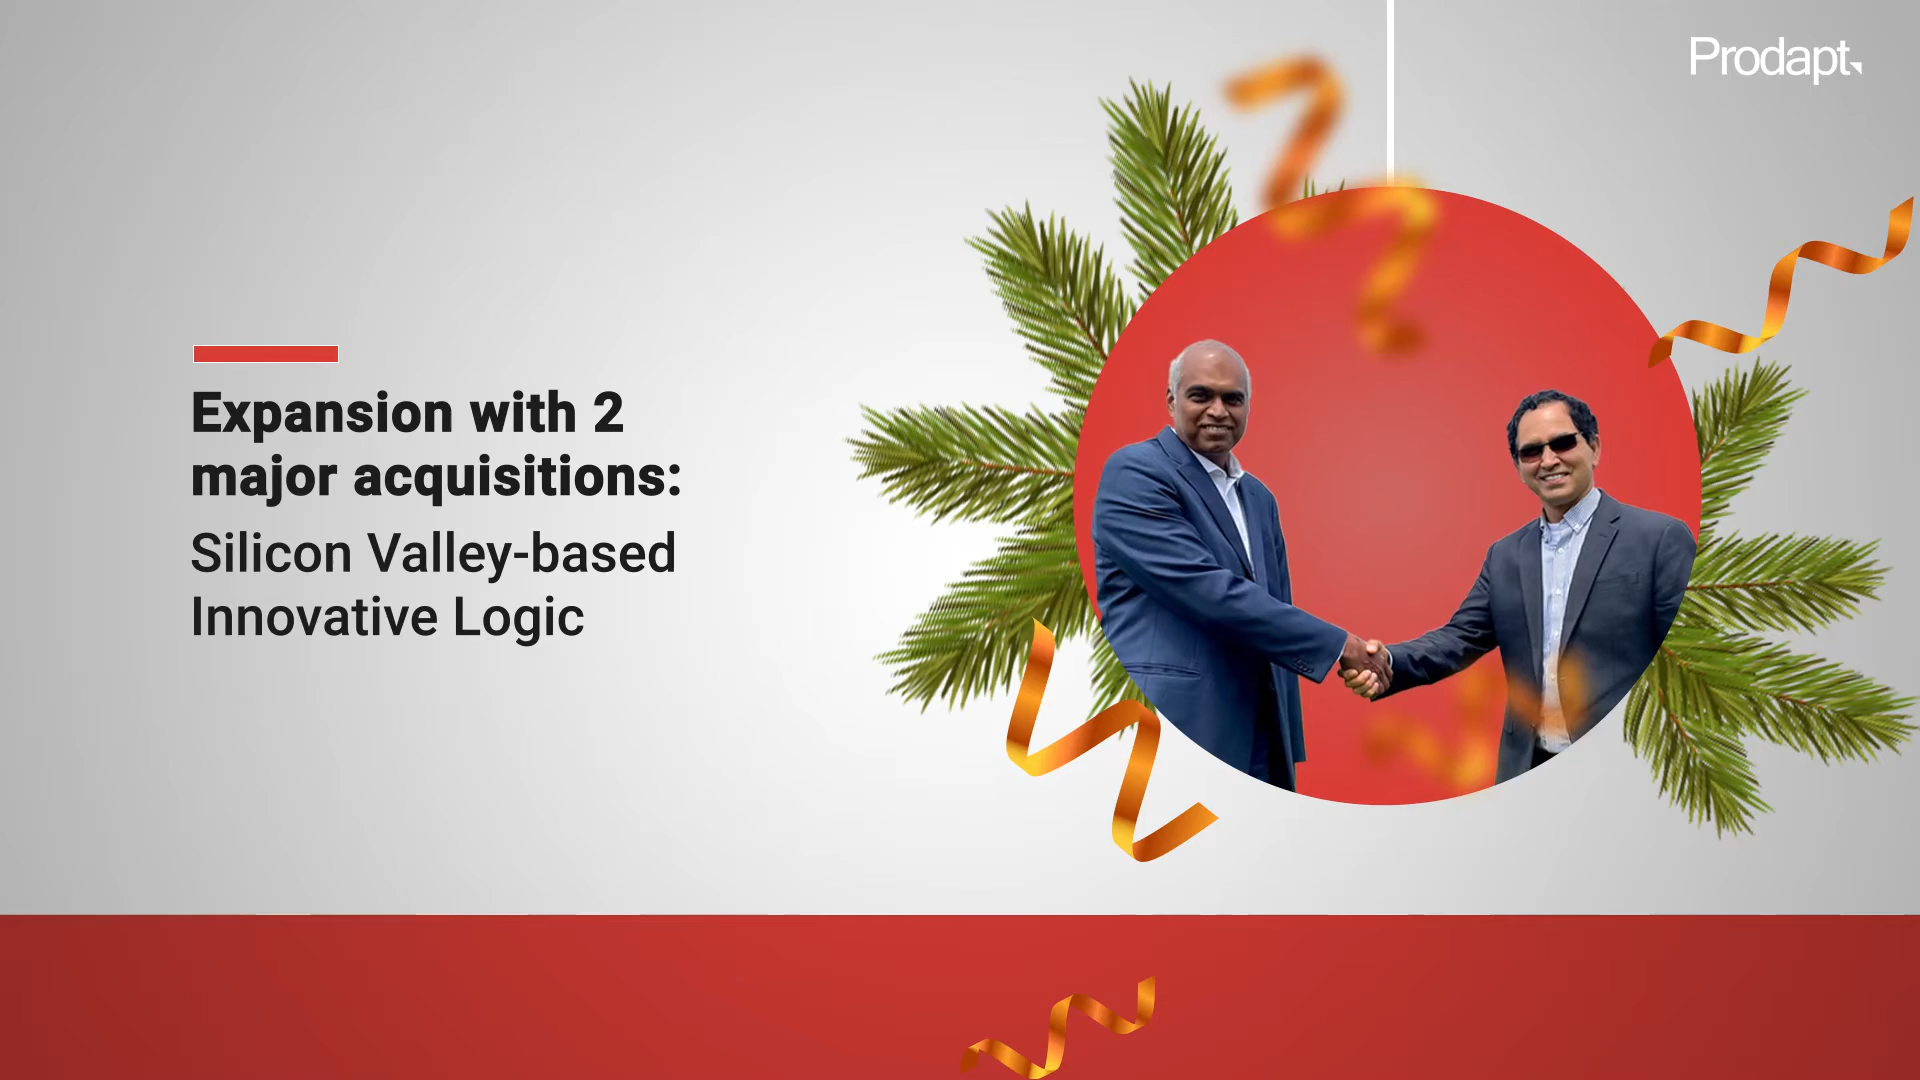 Prodapt
Expansion with 2
major acquisitions:
Silicon Valley-based
Innovative Logic